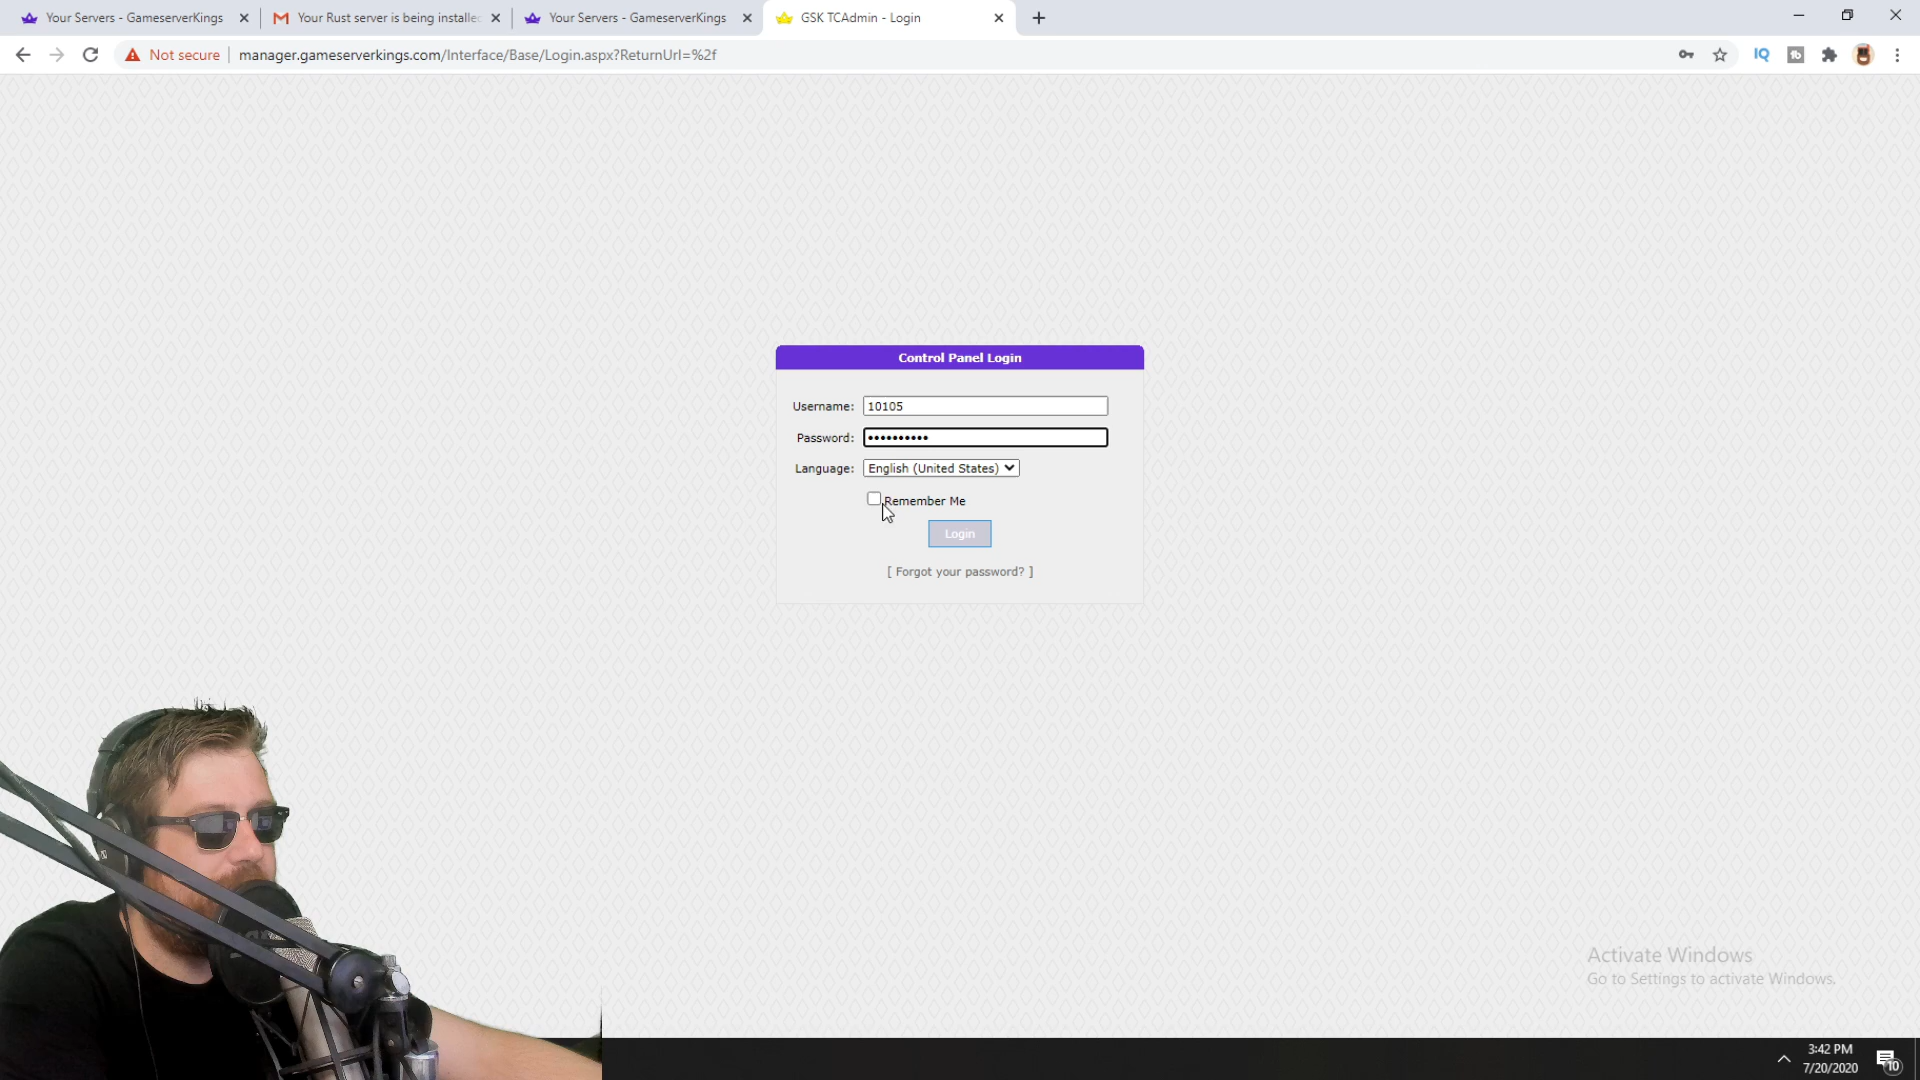 Your Servers - GameserverKings
Your Rust server is being installe
Your Servers - GameserverKings
GSK TCAdmin - Login
Not secure
manager.gameserverkings.com/Interface/Base/Login.aspx?ReturnUrl=%2f
IQ
Control Panel Login
Username: 10105
Password: ••••••••••
Language: English (United States)
Remember Me
Login
[ Forgot your password? ]
Activate Windows
Go to Settings to activate Windows.
3:42 PM
7/20/2020
10